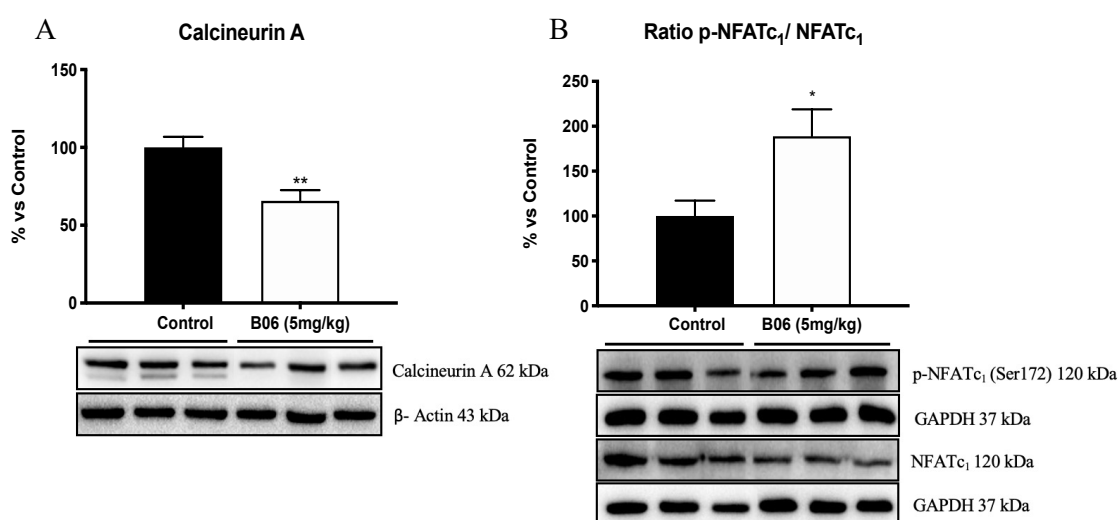 A
Calcineurin A
% vs Control
150
100
50
0
**
Control
B06 (5mg/kg)
Calcineurin A 62 kDa
β- Actin 43 kDa
B
Ratio p-NFATc₁/ NFATc₁
% vs Control
250
200
150
100
50
0
*
Control
B06 (5mg/kg)
p-NFATc₁ (Ser172) 120 kDa
GAPDH 37 kDa
NFATc₁ 120 kDa
GAPDH 37 kDa